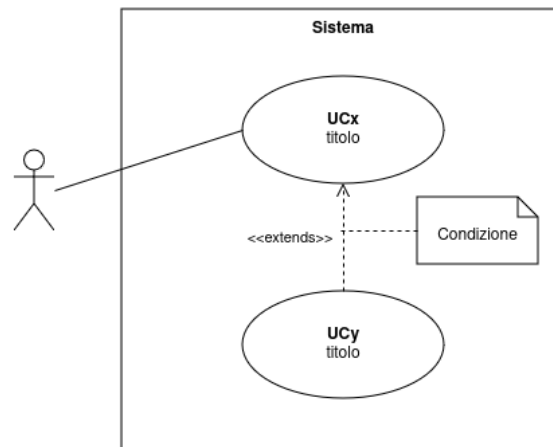 Sistema
UCx
titolo
<<extends>>
Condizione
UCy
titolo